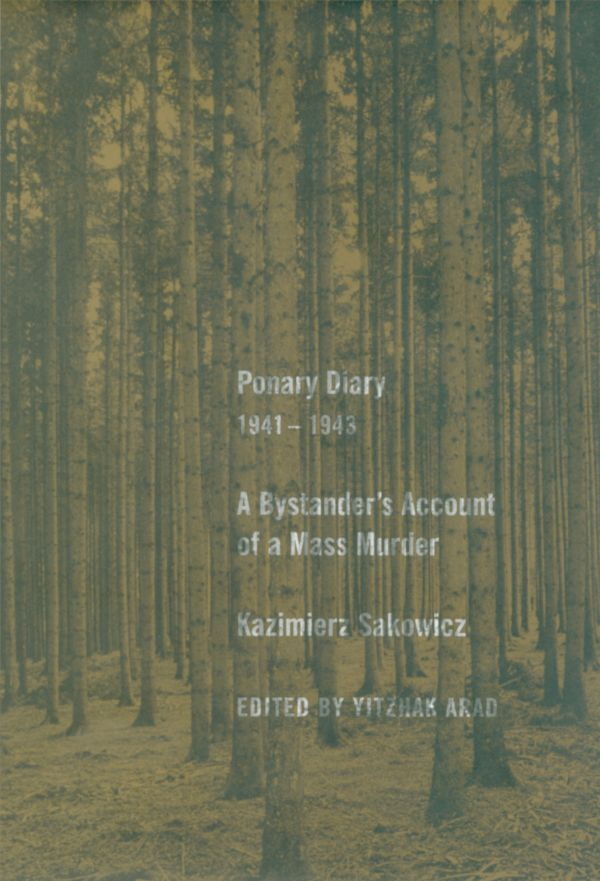 Ponary Diary
1941 – 1943
A Bystander's Account
of a Mass Murder
Kazimierz Sakowicz
EDITED BY YITZHAK ARAD